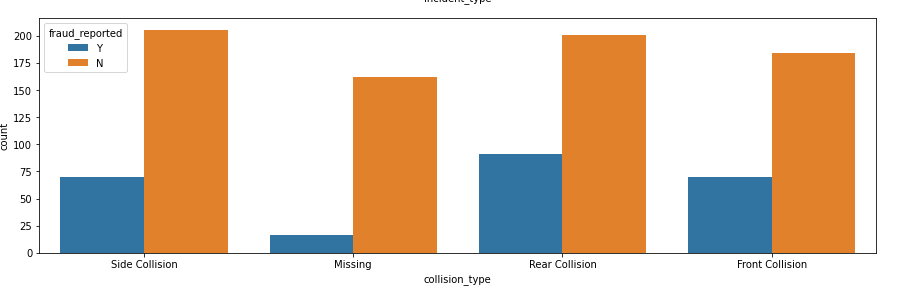 incident_type
fraud_reported
Y
N
200
175
150
125
100
75
50
25
0
count
Side Collision Missing Rear Collision Front Collision
collision_type